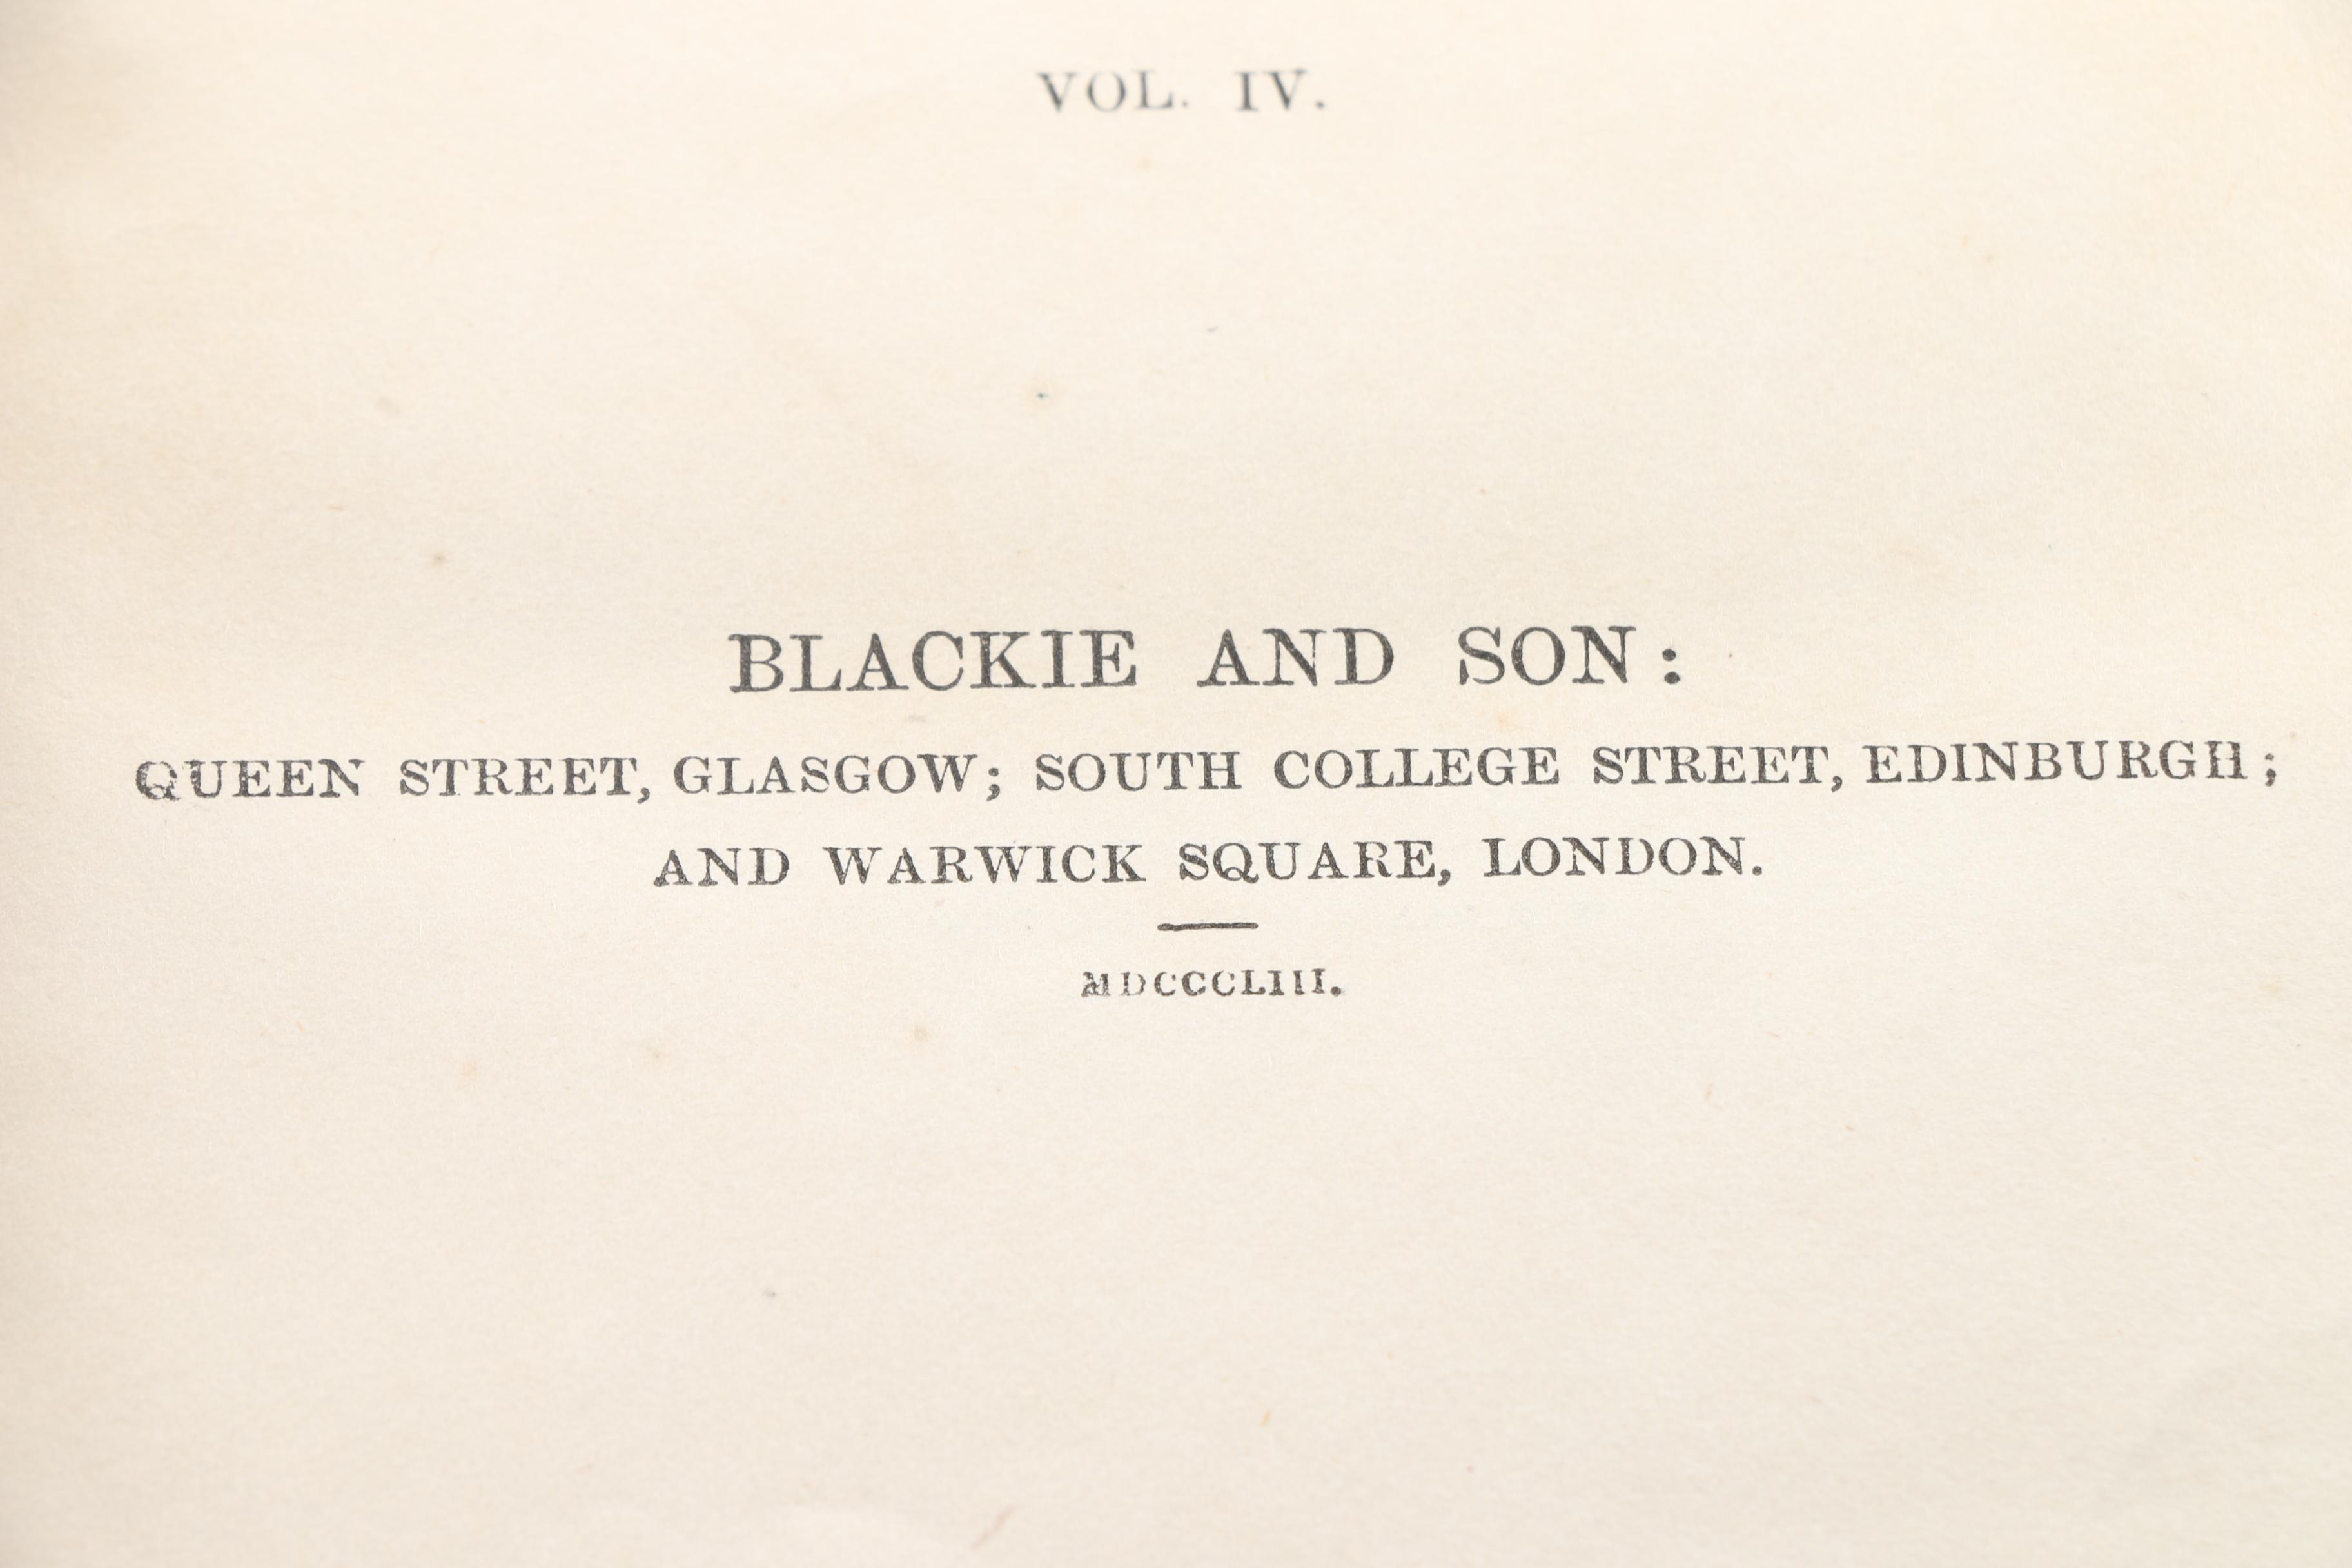 VOL. IV.
BLACKIE AND SON:
QUEEN STREET, GLASGOW; SOUTH COLLEGE STREET, EDINBURGH;
AND WARWICK SQUARE, LONDON.
MDCCCLIII.